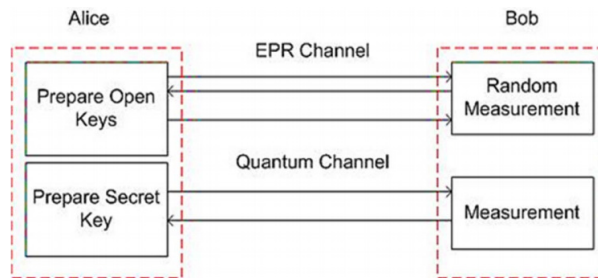 Alice
Bob
EPR Channel
Prepare Open
Keys
Random
Measurement
Quantum Channel
Prepare Secret
Key
Measurement